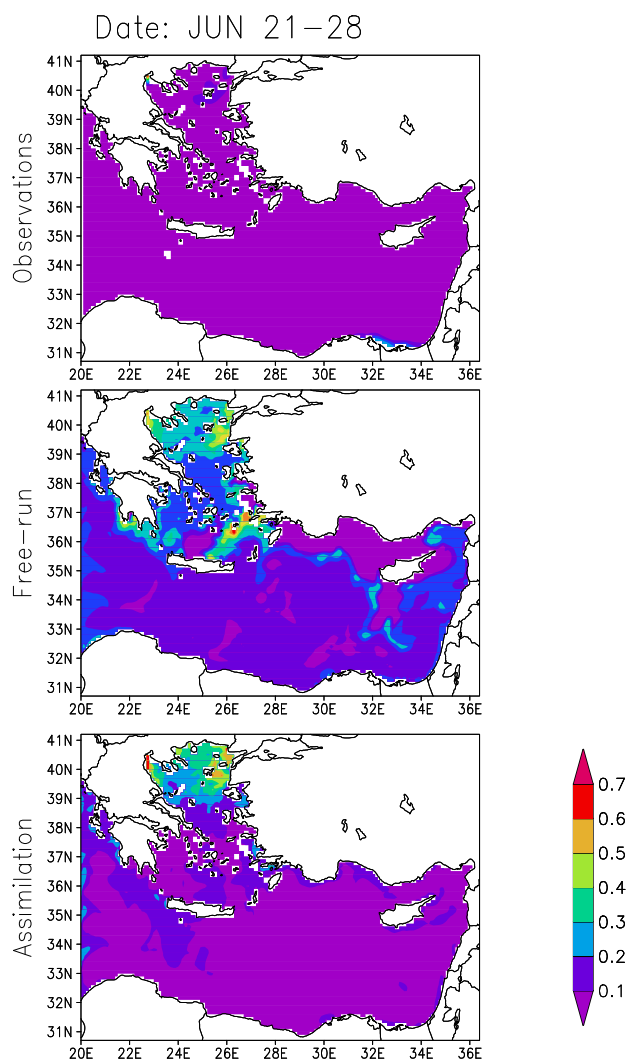 Date: JUN 21−28
Observations
41N
40N
39N
38N
37N
36N
35N
34N
33N
32N
31N
20E 22E 24E 26E 28E 30E 32E 34E 36E
Free−run
41N
40N
39N
38N
37N
36N
35N
34N
33N
32N
31N
20E 22E 24E 26E 28E 30E 32E 34E 36E
Assimilation
41N
40N
39N
38N
37N
36N
35N
34N
33N
32N
31N
20E 22E 24E 26E 28E 30E 32E 34E 36E
0.7
0.6
0.5
0.4
0.3
0.2
0.1